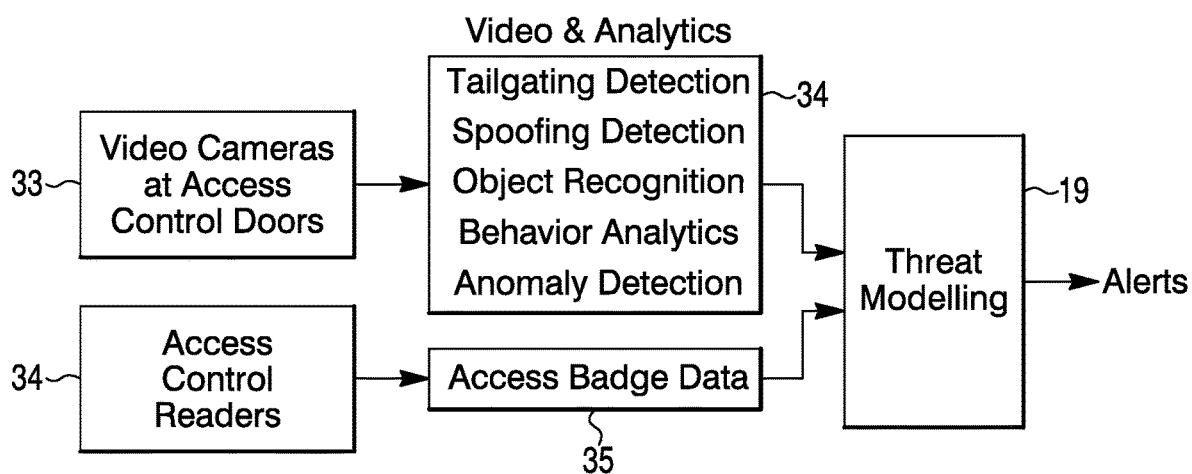 Video & Analytics
Tailgating Detection
Spoofing Detection
Object Recognition
Behavior Analytics
Anomaly Detection
34
Video Cameras
at Access
Control Doors
33
Access
Control
Readers
34
Access Badge Data
35
Threat
Modelling
19
Alerts